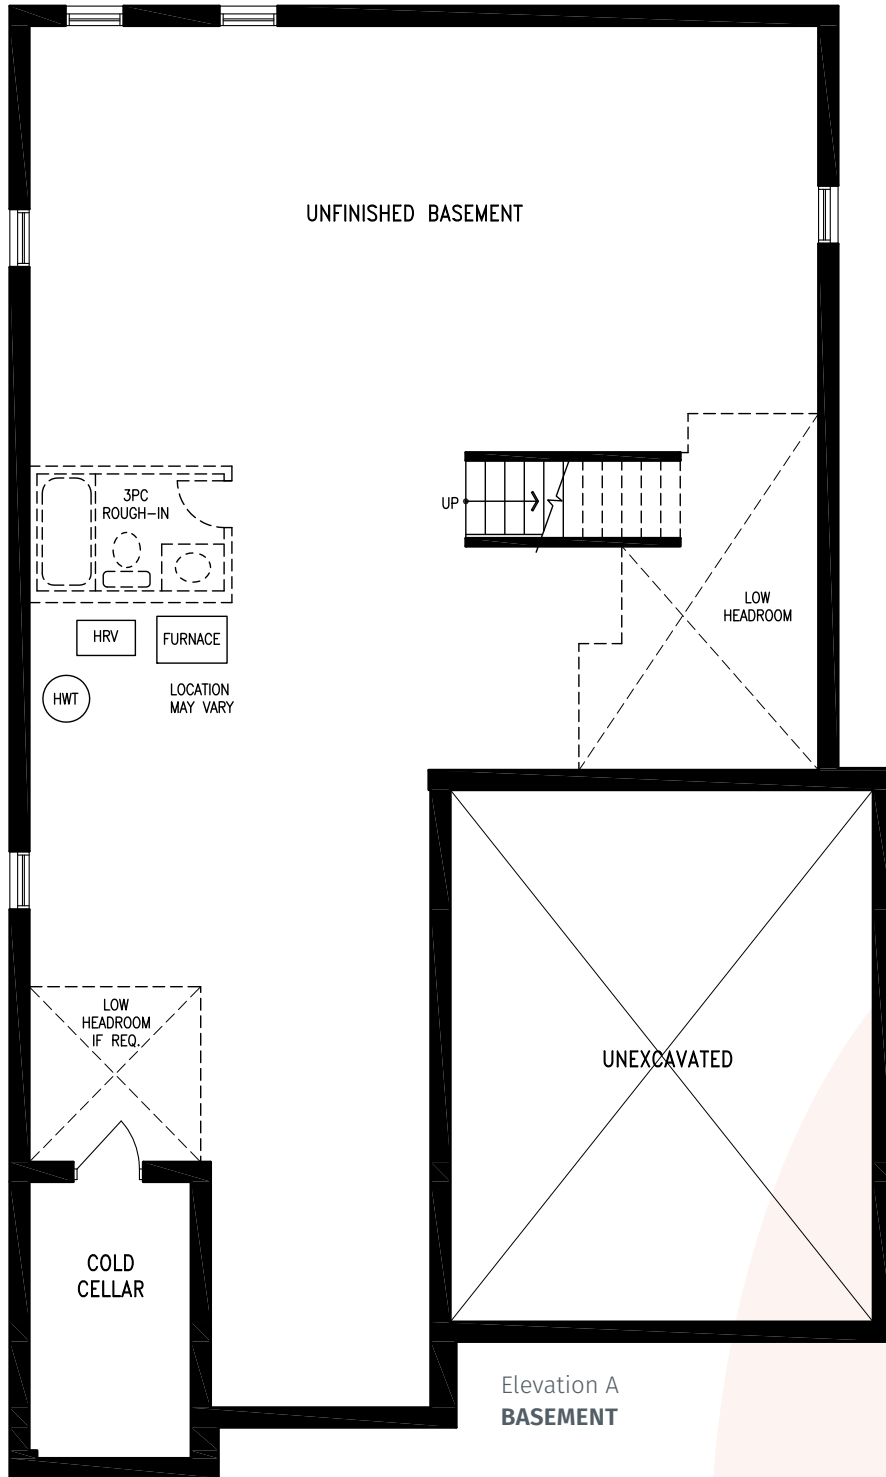 UNFINISHED BASEMENT
3PC
ROUGH-IN
UP
LOW
HEADROOM
HRV
FURNACE
HWT
LOCATION
MAY VARY
LOW
HEADROOM
IF REQ.
UNEXCAVATED
COLD
CELLAR
Elevation A
BASEMENT